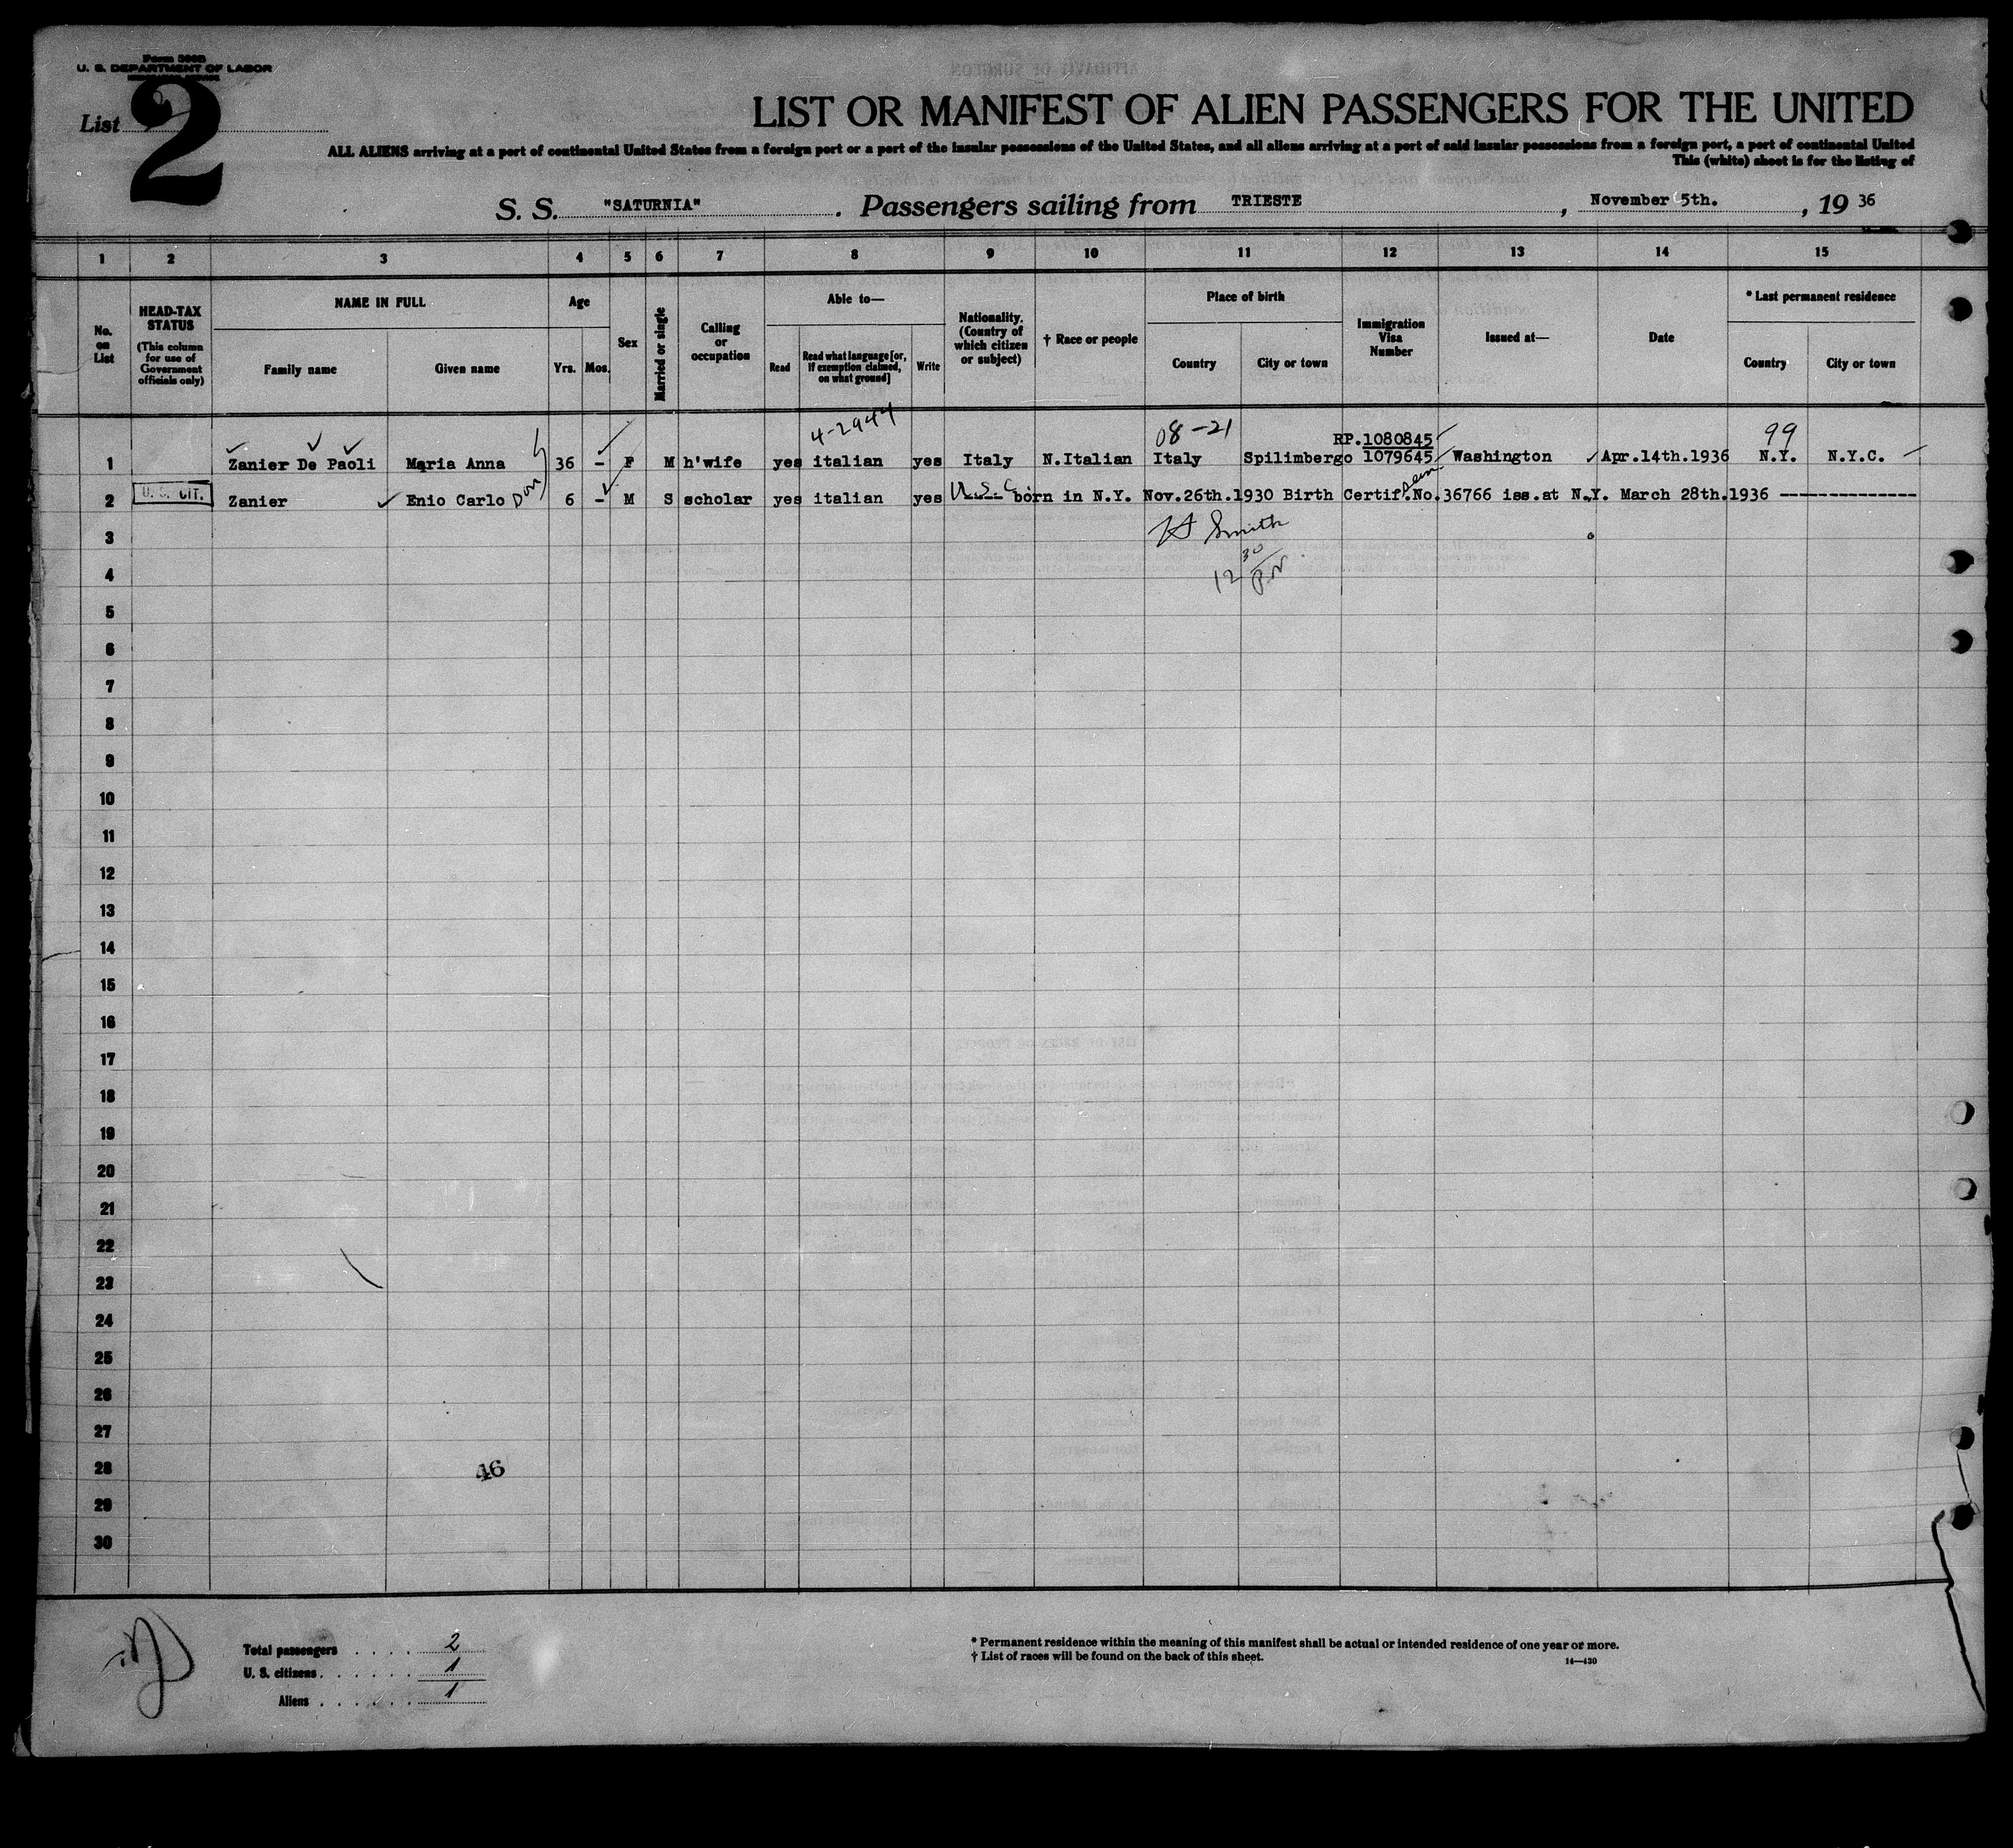 Form 500B
U. S. DEPARTMENT OF LABOR
List 2
LIST OR MANIFEST OF ALIEN PASSENGERS FOR THE UNITED
ALL ALIENS arriving at a port of continental United States from a foreign port or a port of the insular possessions of the United States, and all aliens arriving at a port of said insular possessions from a foreign port, a port of continental United
This (white) sheet is for the listing of
S. S. "SATURNIA" . Passengers sailing from TRIESTE , November 5th. , 19 36
1 2 3 4 5 6 7 8 9 10 11 12 13 14 15
No. on List
HEAD-TAX STATUS
(This column for use of Government officials only)
NAME IN FULL
Family name Given name
Age
Yrs. Mos.
Sex
Married or single
Calling or occupation
Able to—
Read Read what language [or, if exemption claimed, on what ground] Write
Nationality. (Country of which citizen or subject)
† Race or people
Place of birth
Country City or town
Immigration Visa Number
Issued at—
Date
* Last permanent residence
Country City or town
4-2944 08-21 99
RP.1080845
1 Zanier De Paoli Maria Anna 36 - F M h'wife yes italian yes Italy N.Italian Italy Spilimbergo 1079645 Washington Apr.14th.1936 N.Y. N.Y.C.
2 U. S. CIT. Zanier Enio Carlo Don 6 - M S scholar yes italian yes U.S.C. born in N.Y. Nov.26th.1930 Birth Certif.No.36766 iss.at N.Y. March 28th.1936 -------------
Smith
3
12 30 PM
4
5
6
7
8
9
10
11
12
13
14
15
16
17
18
19
20
21
22
23
24
25
26
27
28
46
29
30
Total passengers . . . . 2
U. S. citizens . . . . . . 1
Aliens . . . . . . 1
* Permanent residence within the meaning of this manifest shall be actual or intended residence of one year or more.
† List of races will be found on the back of this sheet.
14—430